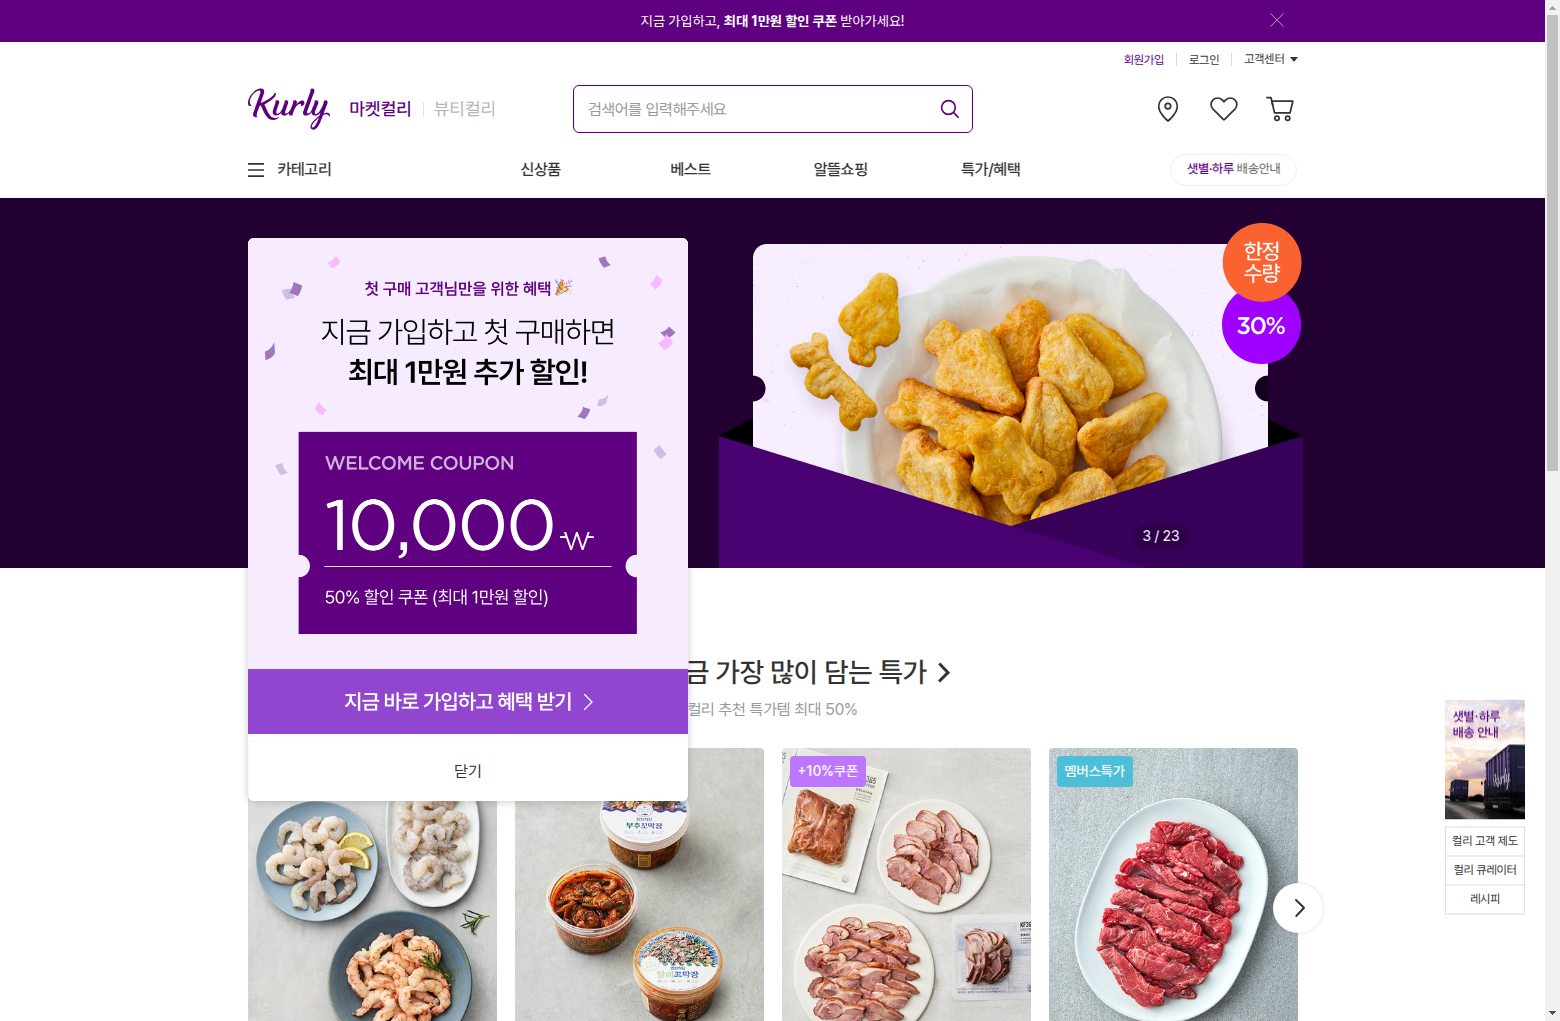 지금 가입하고, 최대 1만원 할인 쿠폰 받아가세요!
회원가입
로그인
고객센터
Kurly
마켓컬리
뷰티컬리
검색어를 입력해주세요
카테고리
신상품
베스트
알뜰쇼핑
특가/혜택
샛별·하루 배송안내
첫 구매 고객님만을 위한 혜택
지금 가입하고 첫 구매하면
최대 1만원 추가 할인!
WELCOME COUPON
10,000₩
50% 할인 쿠폰 (최대 1만원 할인)
지금 바로 가입하고 혜택 받기
닫기
한정
수량
30%
3 / 23
금 가장 많이 담는 특가
컬리 추천 특가템 최대 50%
+10%쿠폰
멤버스특가
샛별·하루
배송 안내
Kurly
컬리 고객 제도
컬리 큐레이터
레시피